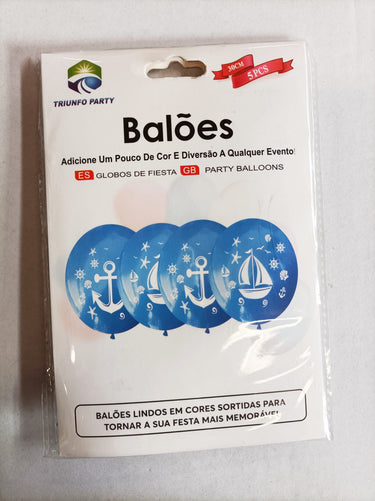 TRIUNFO PARTY
30CM
5 PCS
Balões
Adicione Um Pouco De Cor E Diversão A Qualquer Evento!
ES GLOBOS DE FIESTA GB PARTY BALLOONS
BALÕES LINDOS EM CORES SORTIDAS PARA
TORNAR A SUA FESTA MAIS MEMORÁVEL